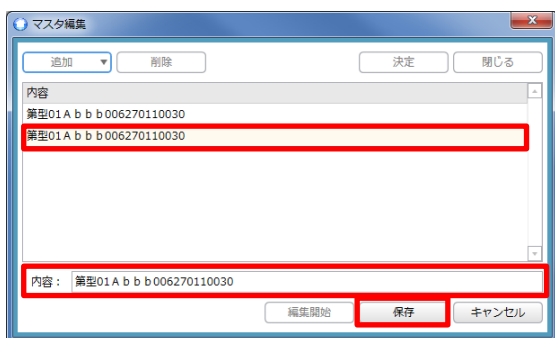 マスタ編集
追加 ▼ 削除 決定 閉じる
内容
第型01Ａｂｂｂ006270110030
第型01Ａｂｂｂ006270110030
内容： 第型01Ａｂｂｂ006270110030
編集開始 保存 キャンセル